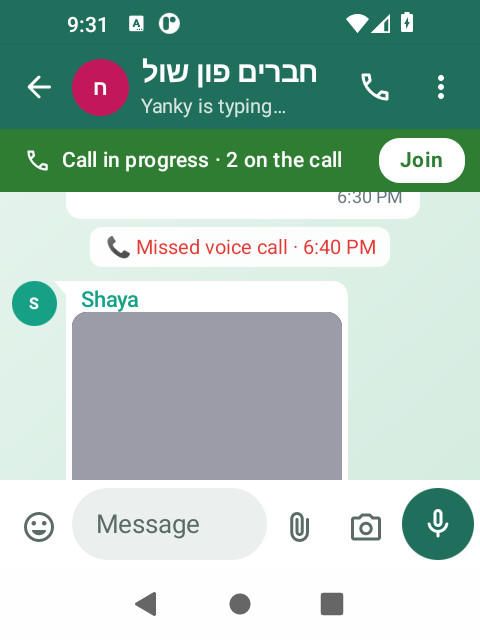 9:31
חברים פון שול
Yanky is typing…
Call in progress · 2 on the call
Join
6:30 PM
Missed voice call · 6:40 PM
S
Shaya
ח
Message